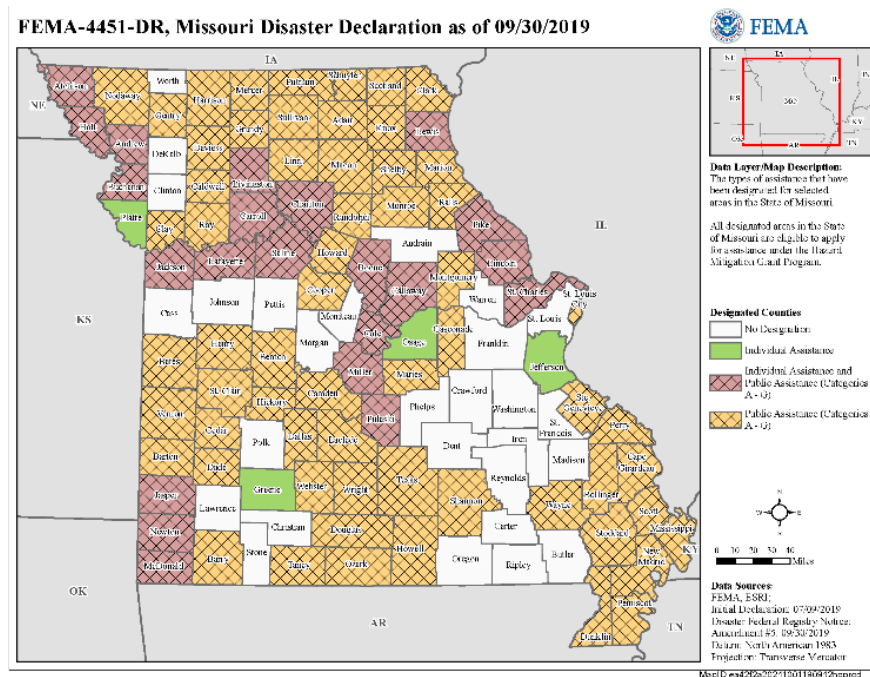 FEMA-4451-DR, Missouri Disaster Declaration as of 09/30/2019
FEMA
IA
NE
KS
OK
AR
IL
KY
TN
Atchison
Nodaway
Worth
Harrison
Mercer
Putnam
Schuyler
Scotland
Clark
Holt
Gentry
Grundy
Sullivan
Adair
Knox
Lewis
Andrew
DeKalb
Daviess
Livingston
Linn
Macon
Shelby
Marion
Buchanan
Clinton
Caldwell
Chariton
Monroe
Ralls
Platte
Clay
Ray
Carroll
Randolph
Pike
Audrain
Jackson
Lafayette
Saline
Howard
Boone
Callaway
Montgomery
Lincoln
Warren
St. Charles
St. Louis
City
St. Louis
Cass
Johnson
Pettis
Cooper
Moniteau
Cole
Osage
Gasconade
Franklin
Jefferson
Bates
Henry
Benton
Morgan
Miller
Maries
Vernon
St. Clair
Hickory
Camden
Pulaski
Phelps
Crawford
Washington
Ste.
Genevieve
St.
Francois
Perry
Barton
Cedar
Polk
Dallas
Laclede
Dent
Iron
Madison
Cape
Girardeau
Jasper
Dade
Greene
Webster
Wright
Texas
Shannon
Reynolds
Wayne
Bollinger
Scott
Mississippi
Newton
Lawrence
Christian
Douglas
Carter
Stoddard
New
Madrid
McDonald
Barry
Stone
Taney
Ozark
Howell
Oregon
Ripley
Butler
Pemiscot
Dunklin
NE
IA
IL
IN
KS
MO
KY
OK
AR
TN
Data Layer/Map Description:
The types of assistance that have
been designated for selected
areas in the State of Missouri.
All designated areas in the State
of Missouri are eligible to apply
for assistance under the Hazard
Mitigation Grant Program.
Designated Counties
No Designation
Individual Assistance
Individual Assistance and
Public Assistance (Categories
A - G)
Public Assistance (Categories
A - G)
N
W
E
S
0 10 20 30 40
Miles
Data Sources:
FEMA, ESRI;
Initial Declaration: 07/09/2019
Disaster Federal Registry Notice:
Amendment #5: 09/30/2019
Datum: North American 1983
Projection: Transverse Mercator